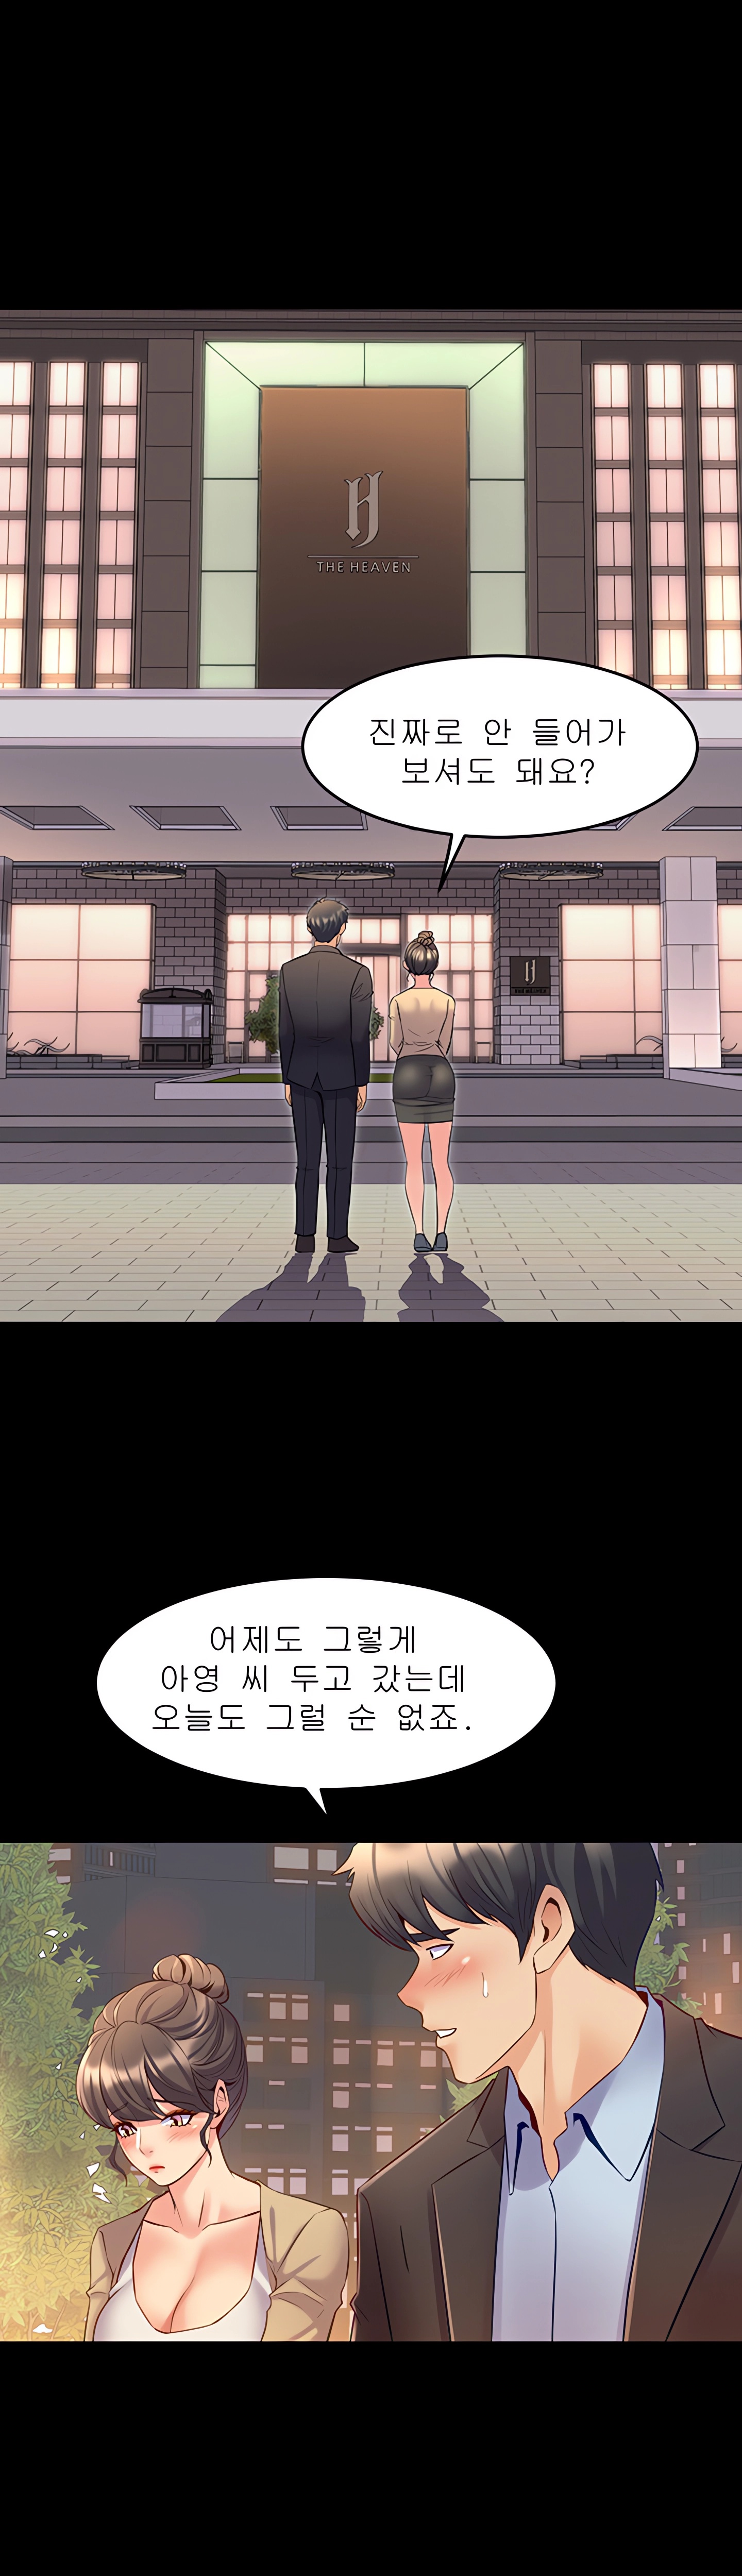 H
THE HEAVEN
진짜로 안 들어가
보셔도 돼요?
어제도 그렇게
아영 씨 두고 갔는데
오늘도 그럴 순 없죠.